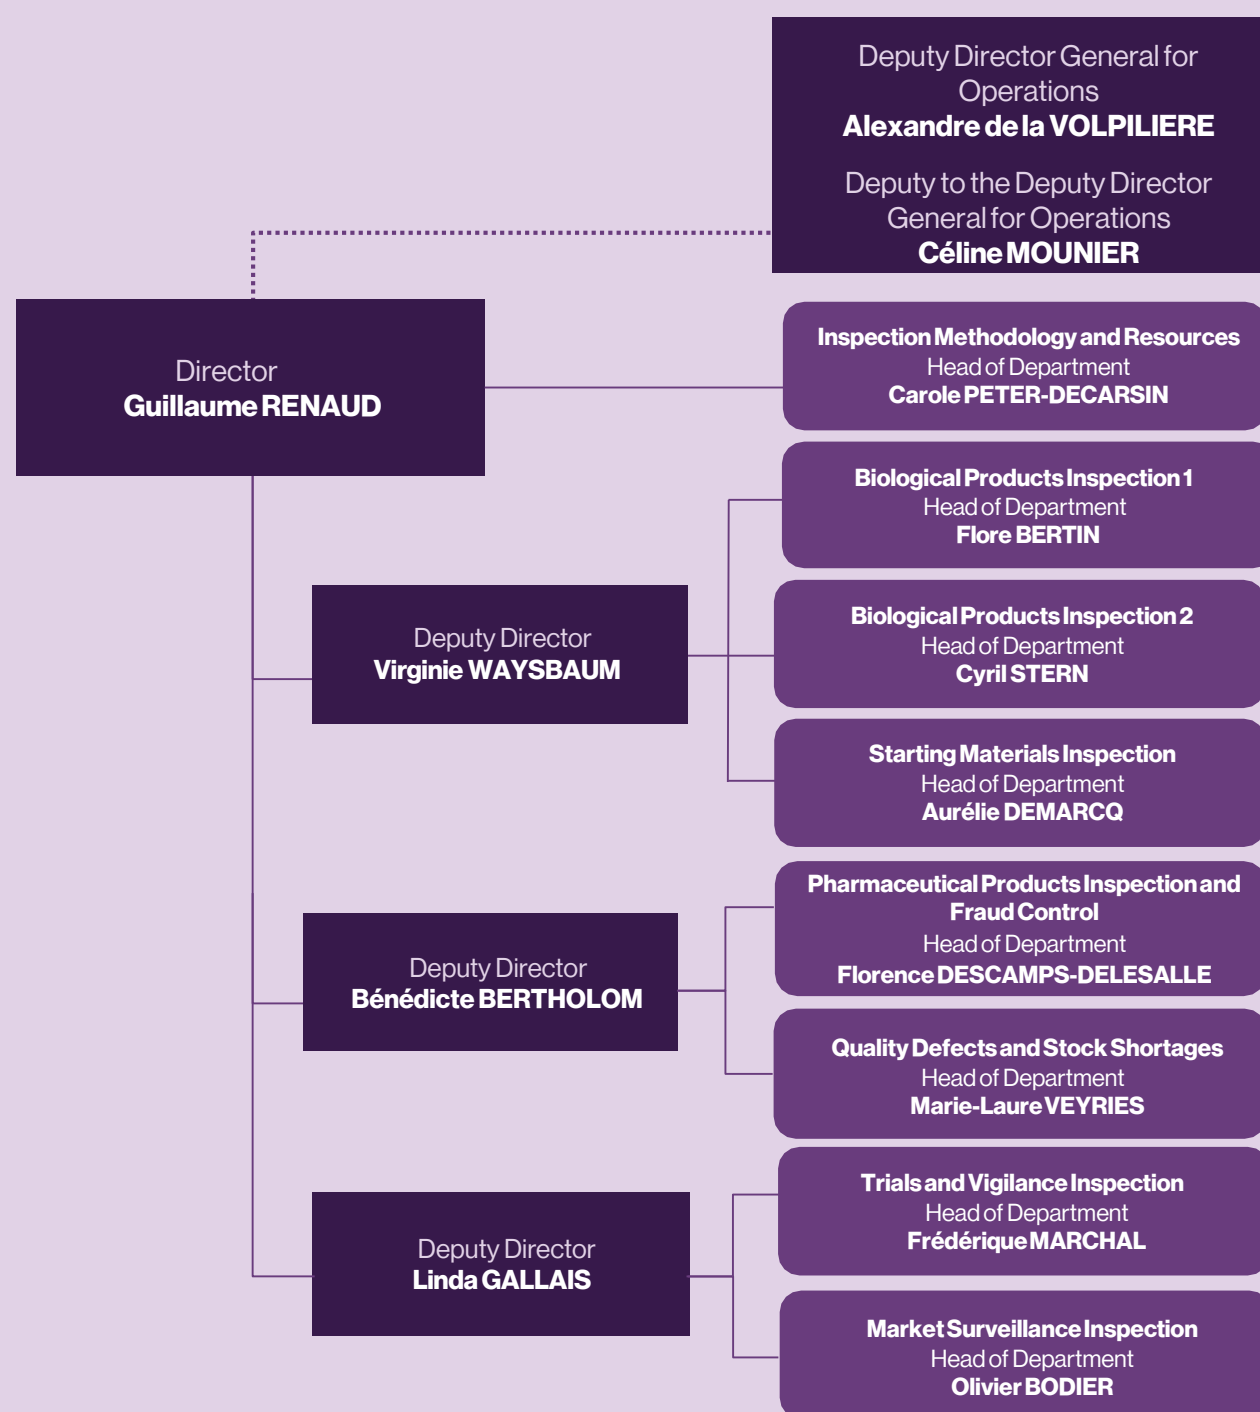 Deputy Director General for
Operations
Alexandre de la VOLPILIERE
Deputy to the Deputy Director
General for Operations
Céline MOUNIER
Director
Guillaume RENAUD
Inspection Methodology and Resources
Head of Department
Carole PETER-DECARSIN
Biological Products Inspection 1
Head of Department
Flore BERTIN
Deputy Director
Virginie WAYSBAUM
Biological Products Inspection 2
Head of Department
Cyril STERN
Starting Materials Inspection
Head of Department
Aurélie DEMARCQ
Pharmaceutical Products Inspection and
Fraud Control
Head of Department
Florence DESCAMPS-DELESALLE
Deputy Director
Bénédicte BERTHOLOM
Quality Defects and Stock Shortages
Head of Department
Marie-Laure VEYRIES
Trials and Vigilance Inspection
Head of Department
Frédérique MARCHAL
Deputy Director
Linda GALLAIS
Market Surveillance Inspection
Head of Department
Olivier BODIER